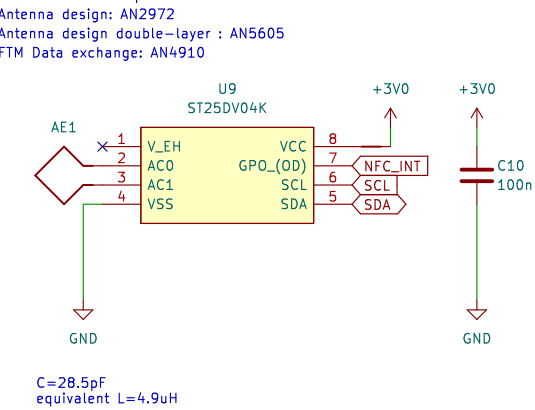 Antenna design: AN2972
Antenna design double-layer : AN5605
FTM Data exchange: AN4910
U9
ST25DV04K
+3V0
+3V0
AE1
1
V_EH
VCC
8
2
AC0
GPO_(OD)
7
NFC_INT
3
AC1
SCL
6
SCL
4
VSS
SDA
5
SDA
C10
100n
GND
GND
C=28.5pF
equivalent L=4.9uH